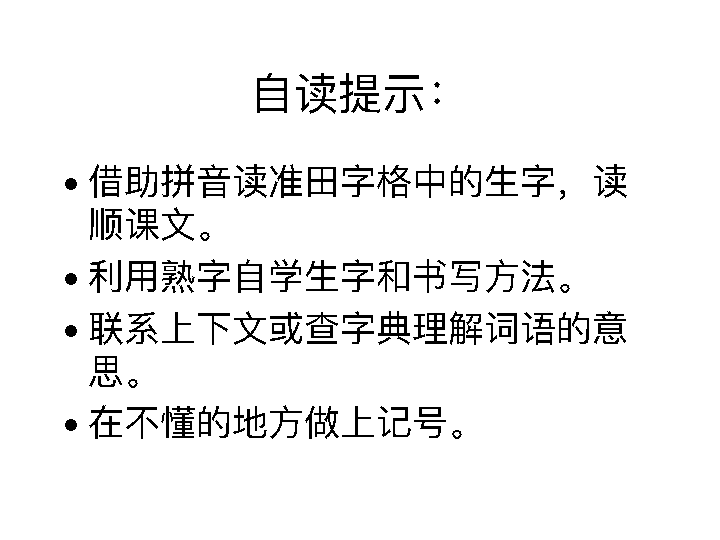 自读提示：
• 借助拼音读准田字格中的生字，读
顺课文。
• 利用熟字自学生字和书写方法。
• 联系上下文或查字典理解词语的意
思。
• 在不懂的地方做上记号。